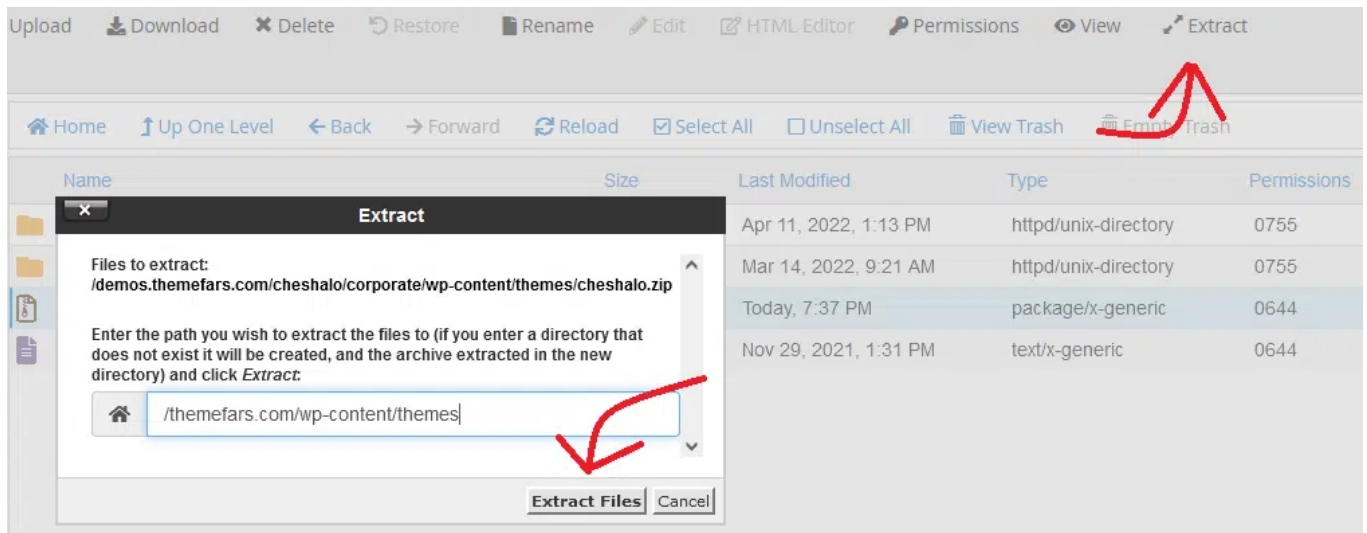 Upload Download Delete Restore Rename Edit HTML Editor Permissions View Extract
Home Up One Level Back Forward Reload Select All Unselect All View Trash Empty Trash
Name Size Last Modified Type Permissions
Extract
Apr 11, 2022, 1:13 PM httpd/unix-directory 0755
Files to extract:
/demos.themefars.com/cheshalo/corporate/wp-content/themes/cheshalo.zip
Mar 14, 2022, 9:21 AM httpd/unix-directory 0755
Today, 7:37 PM package/x-generic 0644
Enter the path you wish to extract the files to (if you enter a directory that
does not exist it will be created, and the archive extracted in the new
directory) and click Extract:
Nov 29, 2021, 1:31 PM text/x-generic 0644
/themefars.com/wp-content/themes
Extract Files Cancel